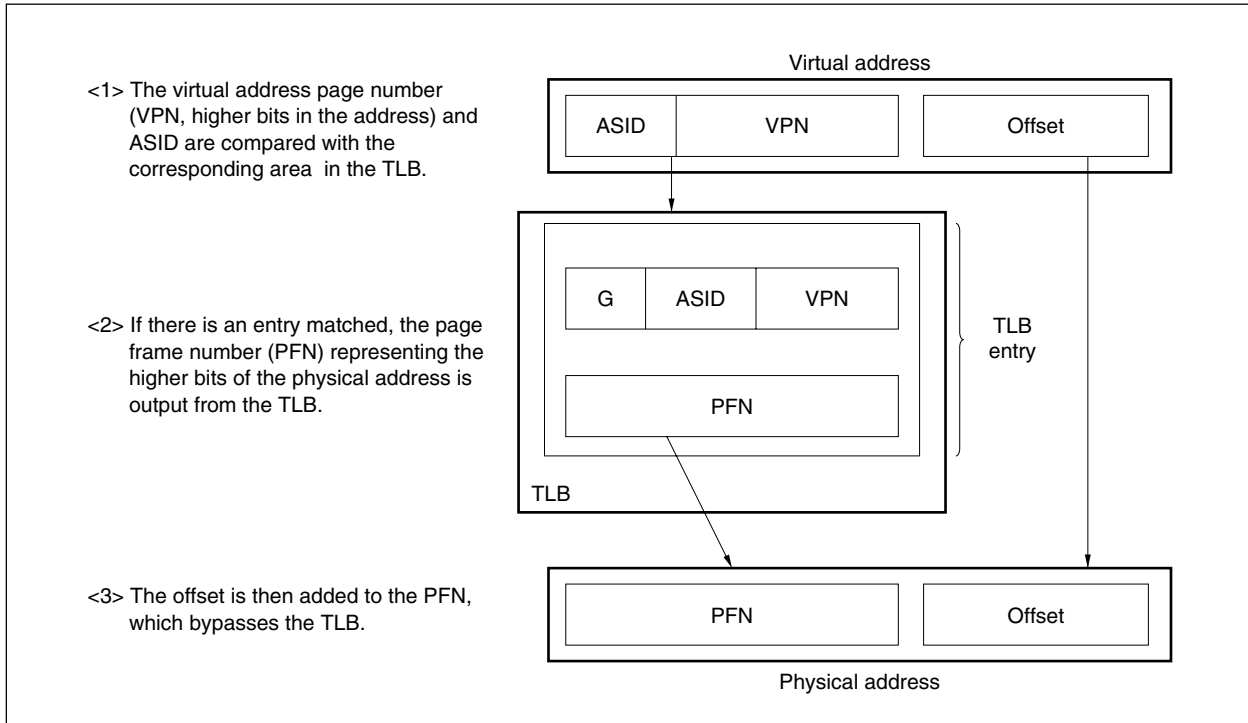 Virtual address
<1> The virtual address page number
(VPN, higher bits in the address) and
ASID are compared with the
corresponding area in the TLB.
ASID
VPN
Offset
<2> If there is an entry matched, the page
frame number (PFN) representing the
higher bits of the physical address is
output from the TLB.
G
ASID
VPN
PFN
TLB
TLB
entry
<3> The offset is then added to the PFN,
which bypasses the TLB.
PFN
Offset
Physical address